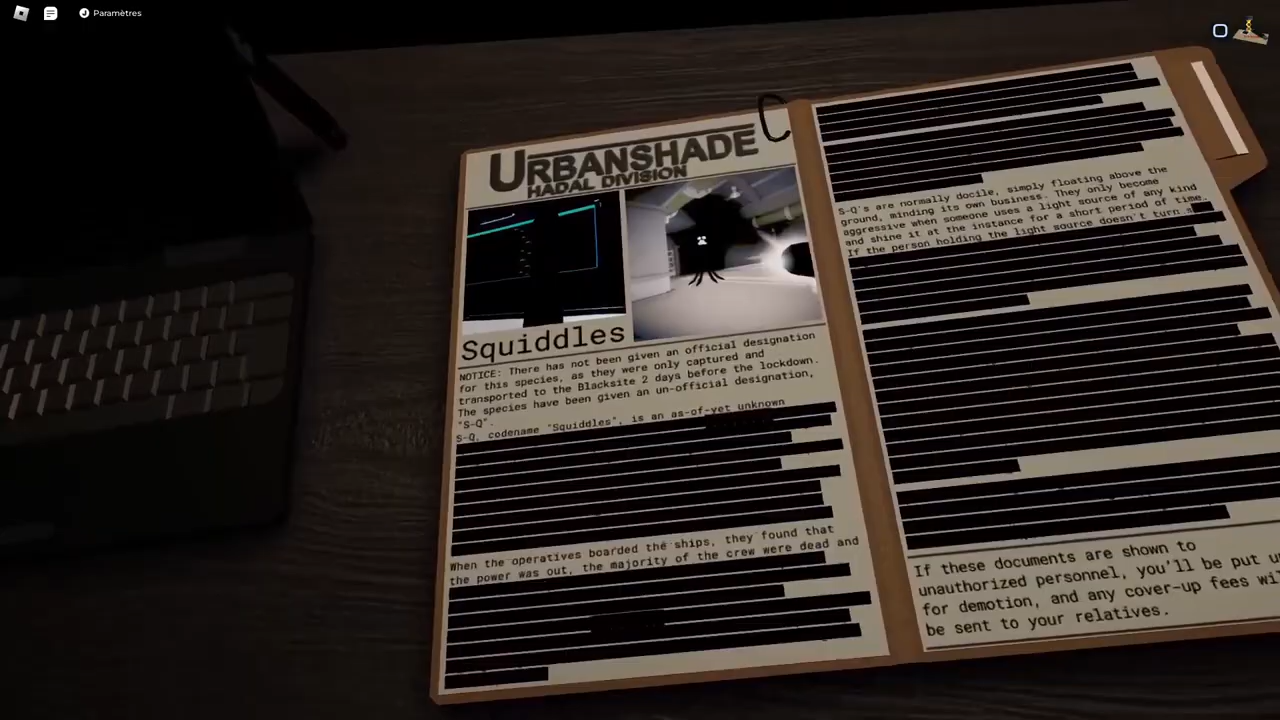 Paramètres
URBANSHADE
HADAL DIVISION
Squiddles
NOTICE: There has not been given an official designation
for this species, as they were only captured and
transported to the Blacksite 2 days before the lockdown.
The species have been given an un-official designation,
"S-Q".
S-Q, codename "Squiddles", is an as-of-yet unknown
When the operatives boarded the ships, they found that
the power was out, the majority of the crew were dead and
S-Q's are normally docile, simply floating above the
ground, minding its own business. They only become
aggressive when someone uses a light source of any kind
and shine it at the instance for a short period of time.
If the person holding the light source doesn't turn
If these documents are shown to
unauthorized personnel, you'll be put u
for demotion, and any cover-up fees wi
be sent to your relatives.